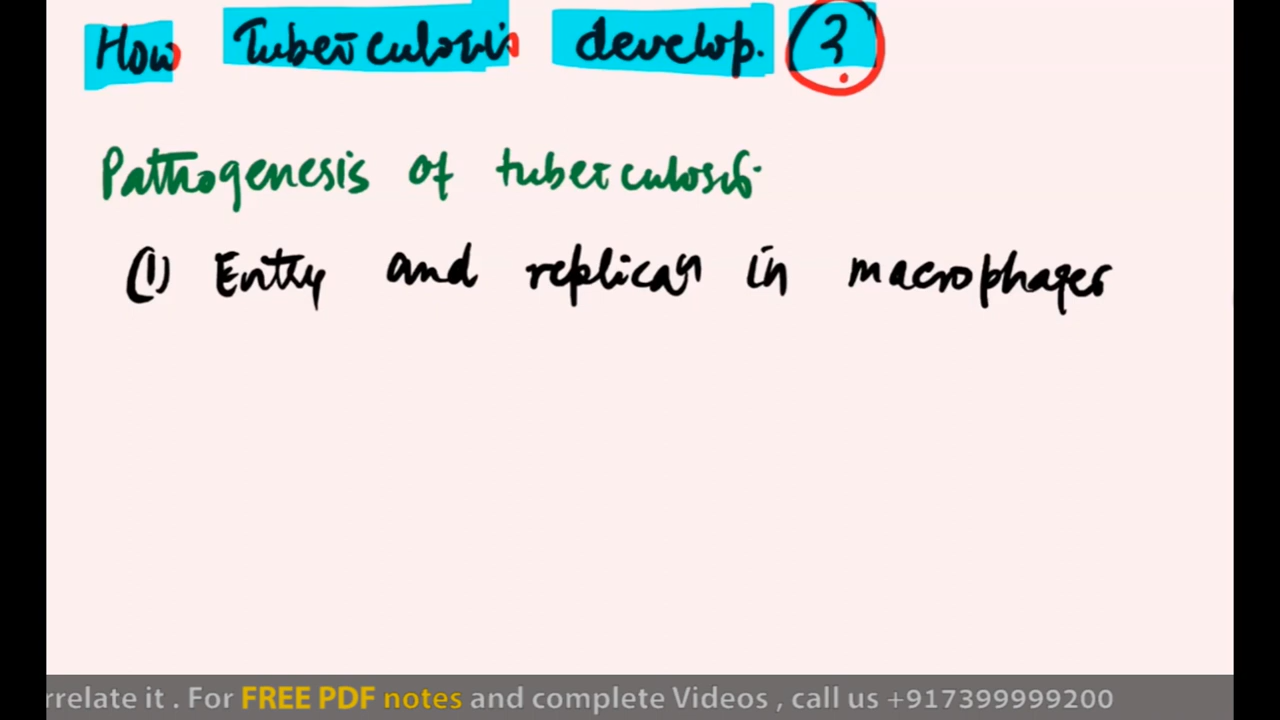 How Tuberculosis develop. ?
Pathogenesis of tuberculosis.
(1) Entry and replicaⁿ in macrophages
rrelate it . For FREE PDF notes and complete Videos , call us +917399999200